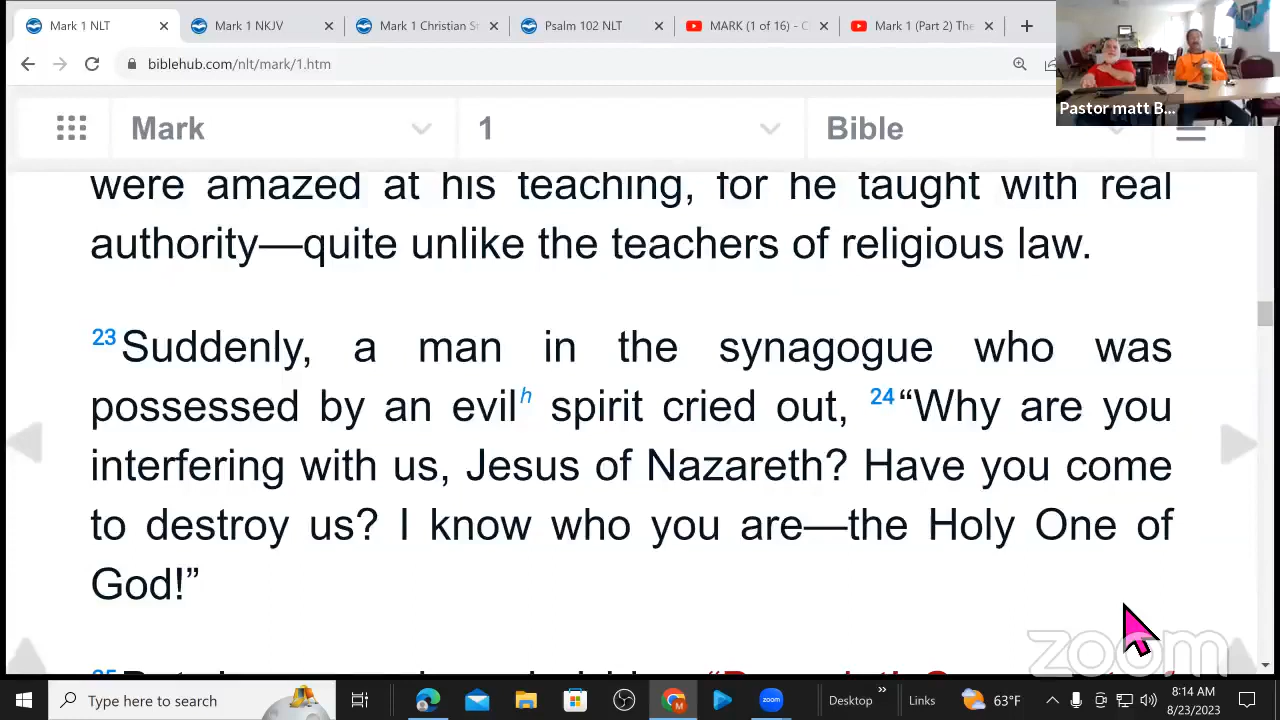 Mark 1 NLT
Mark 1 NKJV
Mark 1 Christian St
Psalm 102 NLT
MARK (1 of 16) - C
Mark 1 (Part 2) The
biblehub.com/nlt/mark/1.htm
Pastor matt B...
Mark
1
Bible
were amazed at his teaching, for he taught with real
authority—quite unlike the teachers of religious law.
23 Suddenly, a man in the synagogue who was
possessed by an evil h spirit cried out, 24 “Why are you
interfering with us, Jesus of Nazareth? Have you come
to destroy us? I know who you are—the Holy One of
God!”
zoom
Type here to search
zoom
Desktop
Links
63°F
8:14 AM
8/23/2023